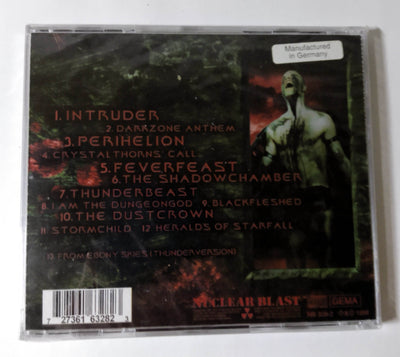 Manufactured
in Germany
1. INTRUDER
2. DARKZONE ANTHEM
3. PERIHELION
4. CRYSTALTHORNS' CALL
5. FEVERFEAST
6. THE SHADOWCHAMBER
7. THUNDERBEAST
8. I AM THE DUNGEONGOD 9. BLACKFLESHED
10. THE DUSTCROWN
11. STORMCHILD 12. HERALDS OF STARFALL
13. FROM EBONY SKIES (THUNDERVERSION)
NUCLEAR BLAST
GEMA
7 27361 63282 3